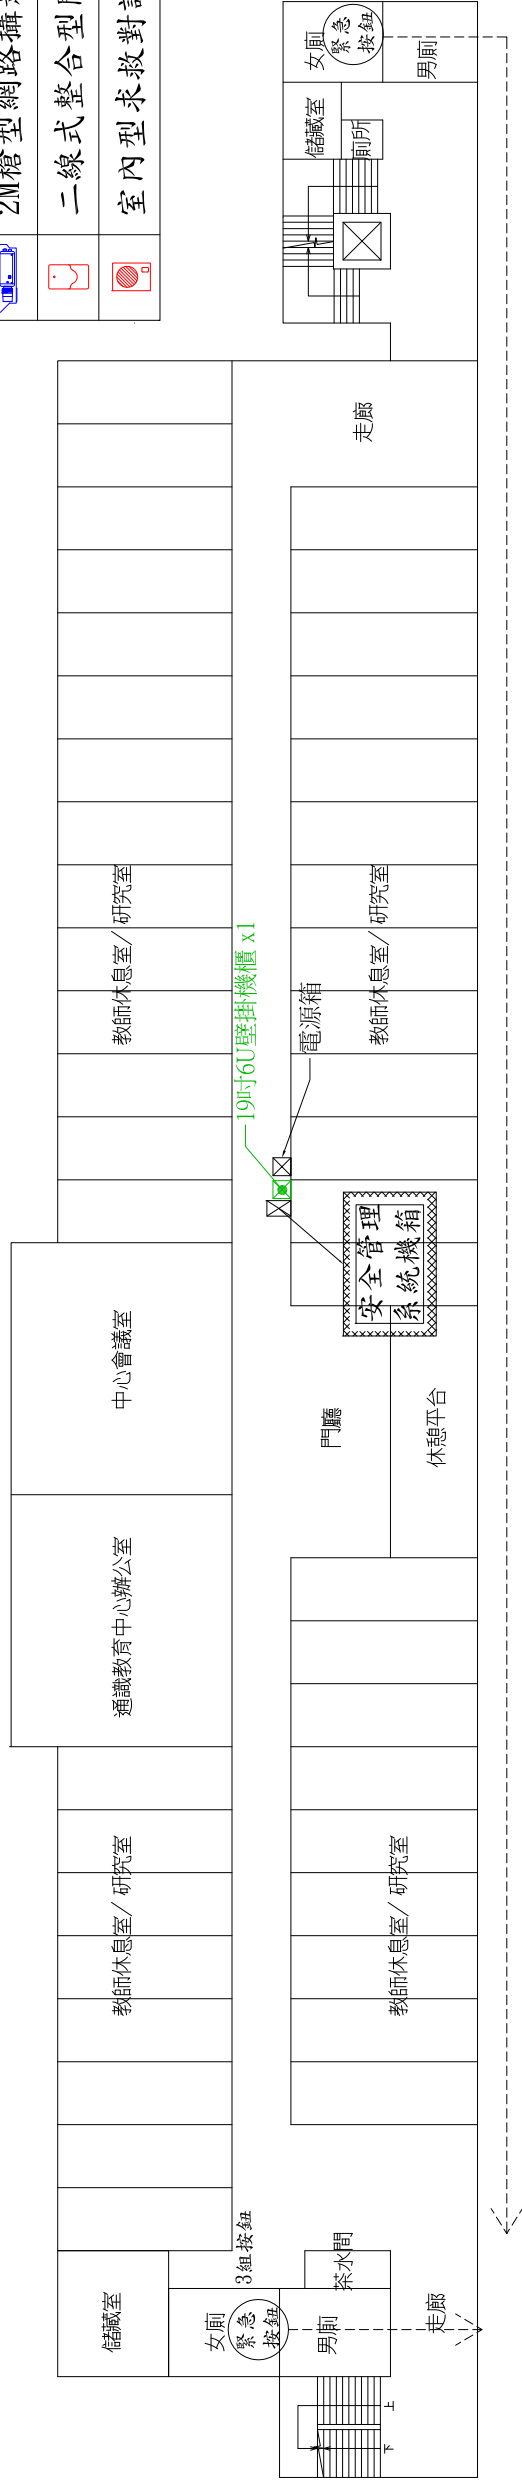 2M槍型網路攝
二線式整合型
室內型求救對
女廁
緊急
按鈕
男廁
儲藏室
廁所
走廊
教師休息室/研究室
教師休息室/研究室
19吋6U壁掛機櫃 x1
電源箱
安全管理
系統機箱
中心會議室
門廳
休憩平台
通識教育中心辦公室
教師休息室/研究室
教師休息室/研究室
3組按鈕
茶水間
儲藏室
女廁
緊急
按鈕
男廁
走廊
上
下